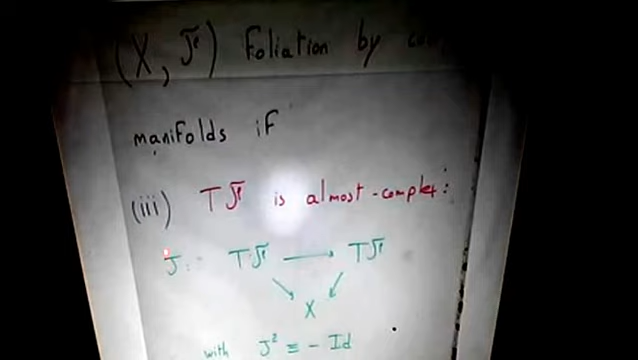 (X, F) Foliation by
manifolds if
(iii) TF is almost-complex:
J : TF → TF
↘ ↙
X
with J² ≡ - Id